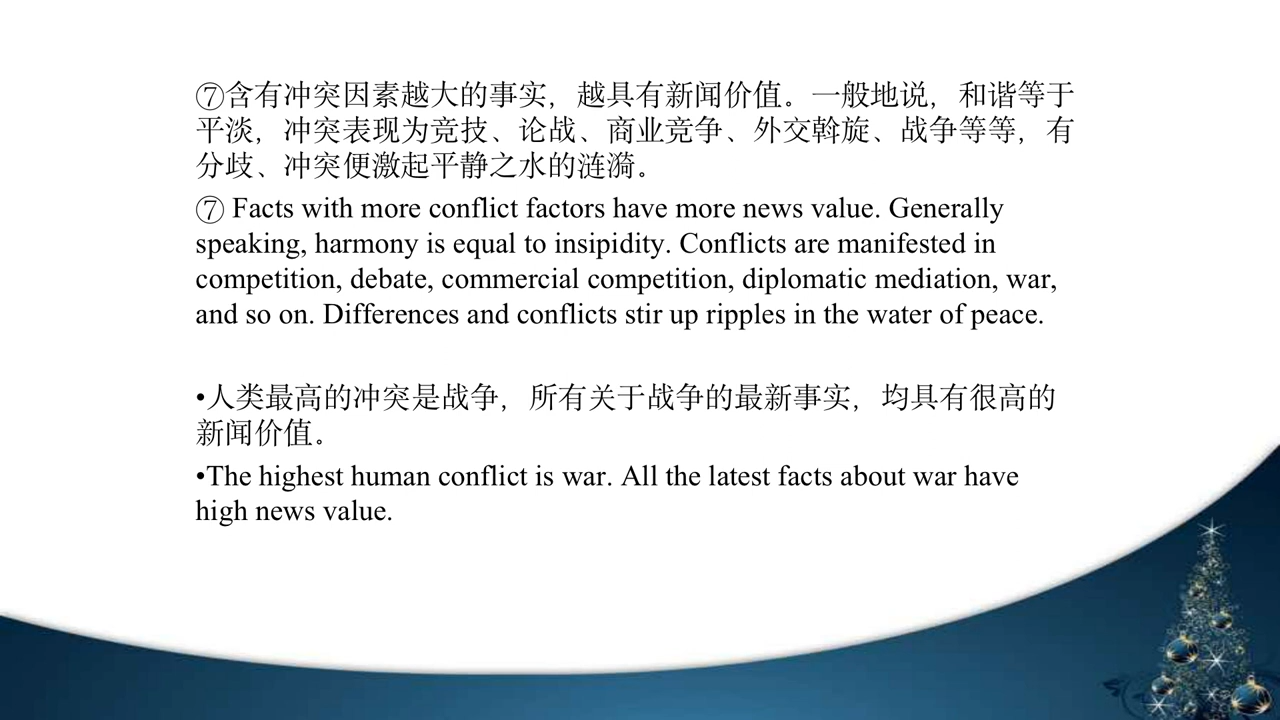 ⑦含有冲突因素越大的事实，越具有新闻价值。一般地说，和谐等于
平淡，冲突表现为竞技、论战、商业竞争、外交斡旋、战争等等，有
分歧、冲突便激起平静之水的涟漪。
⑦ Facts with more conflict factors have more news value. Generally
speaking, harmony is equal to insipidity. Conflicts are manifested in
competition, debate, commercial competition, diplomatic mediation, war,
and so on. Differences and conflicts stir up ripples in the water of peace.
•人类最高的冲突是战争，所有关于战争的最新事实，均具有很高的
新闻价值。
•The highest human conflict is war. All the latest facts about war have
high news value.